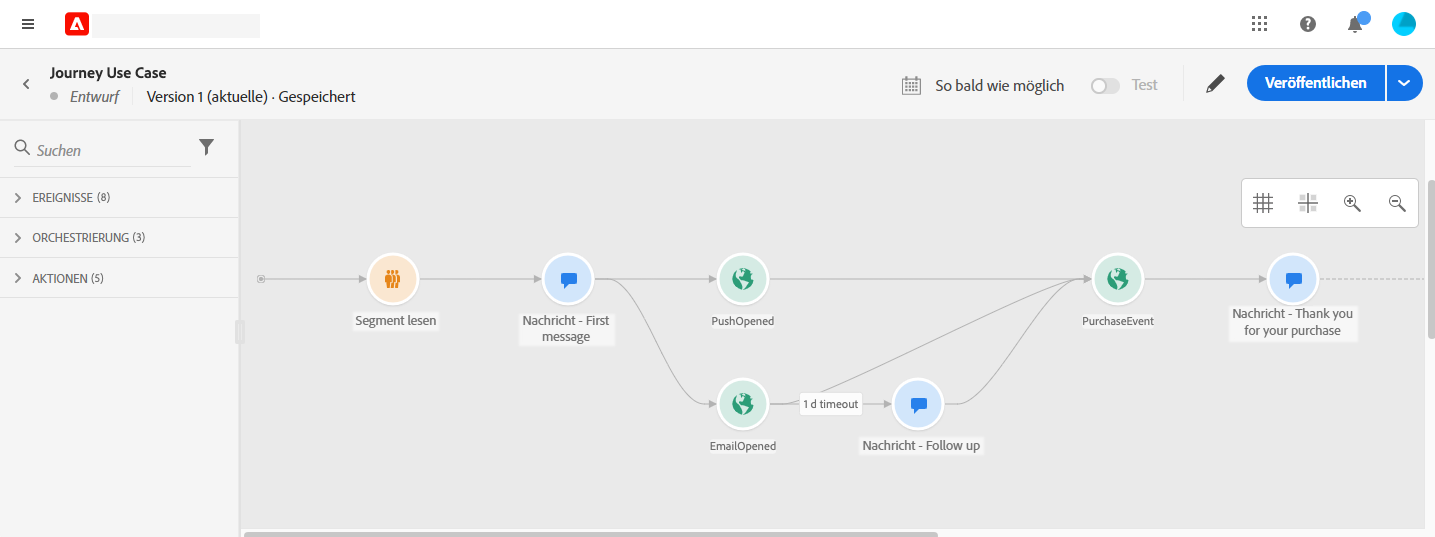 Journey Use Case
Entwurf
Version 1 (aktuelle) · Gespeichert
So bald wie möglich
Test
Veröffentlichen
Suchen
EREIGNISSE (8)
ORCHESTRIERUNG (3)
AKTIONEN (5)
Segment lesen
Nachricht - First
message
PushOpened
PurchaseEvent
Nachricht - Thank you
for your purchase
1 d timeout
EmailOpened
Nachricht - Follow up